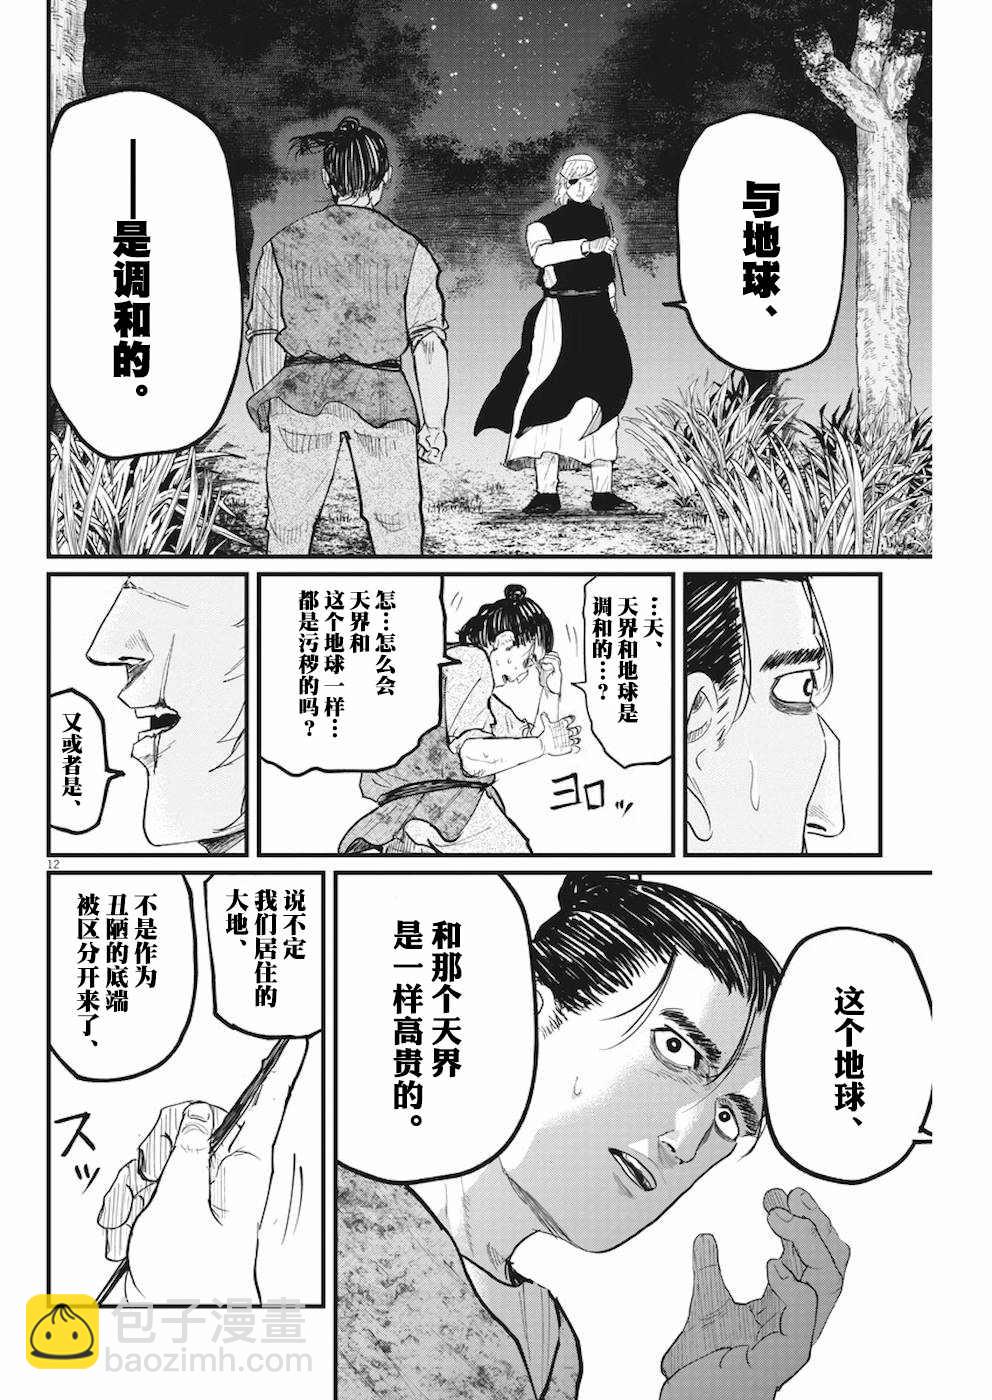 与地球、
——是调和的。
…天、
天界和地球是
调和的…?
怎…怎么会
天界和
这个地球一样…
都是污秽的吗?
ヨロッ
又或者是、
12
这个地球、
和那个天界
是一样高贵的。
说不定
我们居住的
大地、
不是作为
丑陋的底端
被区分开来了、
スッ
包子漫畫
baozimh.com